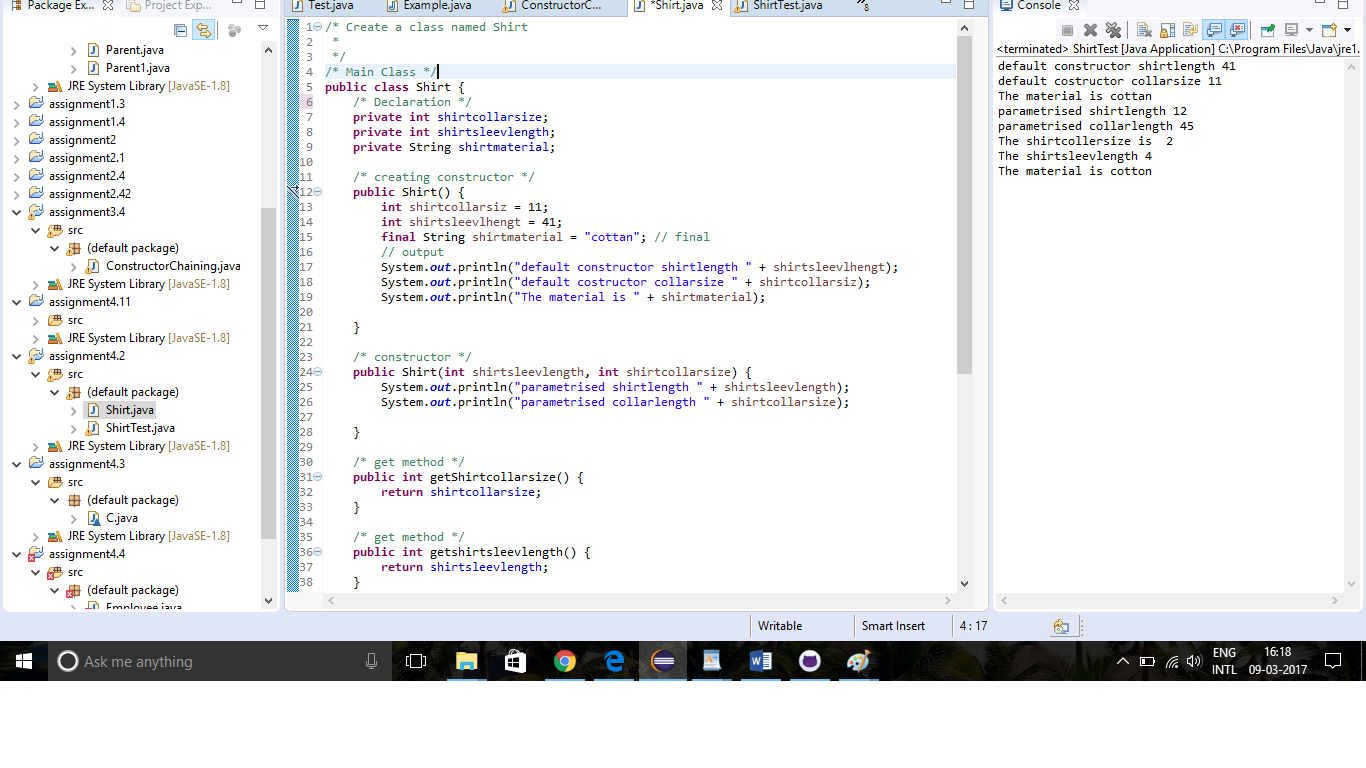 Package Ex...
Project Exp...
Parent.java
Parent1.java
JRE System Library [JavaSE-1.8]
assignment1.3
assignment1.4
assignment2
assignment2.1
assignment2.4
assignment2.42
assignment3.4
src
(default package)
ConstructorChaining.java
JRE System Library [JavaSE-1.8]
assignment4.11
src
JRE System Library [JavaSE-1.8]
assignment4.2
src
(default package)
Shirt.java
ShirtTest.java
JRE System Library [JavaSE-1.8]
assignment4.3
src
(default package)
C.java
JRE System Library [JavaSE-1.8]
assignment4.4
src
(default package)
Employee.java
Test.java Example.java ConstructorC... *Shirt.java ShirtTest.java »8
1 /* Create a class named Shirt
2 *
3 */
4 /* Main Class */
5 public class Shirt {
6 /* Declaration */
7 private int shirtcollarsize;
8 private int shirtsleevlength;
9 private String shirtmaterial;
10
11 /* creating constructor */
12 public Shirt() {
13 int shirtcollarsiz = 11;
14 int shirtsleevlhengt = 41;
15 final String shirtmaterial = "cottan"; // final
16 // output
17 System.out.println("default constructor shirtlength " + shirtsleevlhengt);
18 System.out.println("default costructor collarsize " + shirtcollarsiz);
19 System.out.println("The material is " + shirtmaterial);
20
21 }
22
23 /* constructor */
24 public Shirt(int shirtsleevlength, int shirtcollarsize) {
25 System.out.println("parametrised shirtlength " + shirtsleevlength);
26 System.out.println("parametrised collarlength " + shirtcollarsize);
27
28 }
29
30 /* get method */
31 public int getShirtcollarsize() {
32 return shirtcollarsize;
33 }
34
35 /* get method */
36 public int getshirtsleevlength() {
37 return shirtsleevlength;
38 }
Console
<terminated> ShirtTest [Java Application] C:\Program Files\Java\jre1.
default constructor shirtlength 41
default costructor collarsize 11
The material is cottan
parametrised shirtlength 12
parametrised collarlength 45
The shirtcollersize is  2
The shirtsleevlength 4
The material is cotton
Writable Smart Insert 4 : 17
Ask me anything
ENG
INTL
16:18
09-03-2017